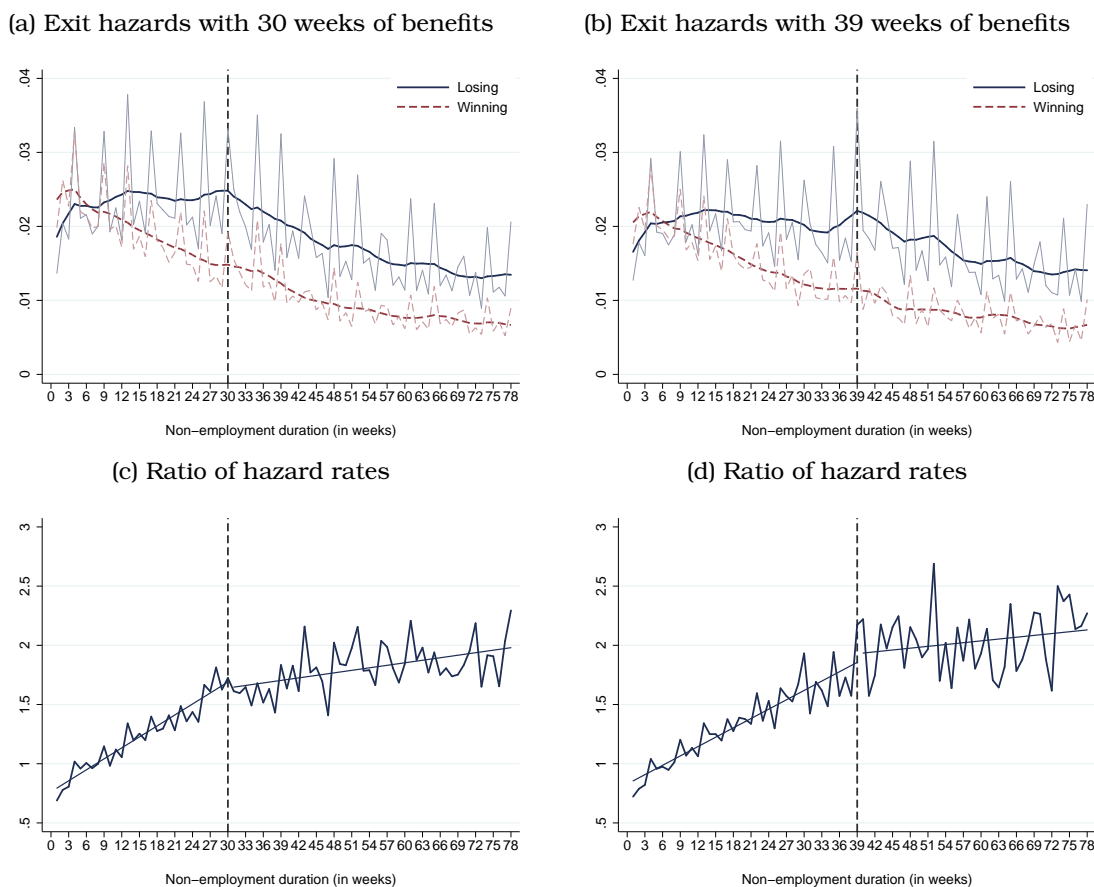 (a) Exit hazards with 30 weeks of benefits
.04
.03
.02
.01
0
Losing
Winning
0 3 6 9 12 15 18 21 24 27 30 33 36 39 42 45 48 51 54 57 60 63 66 69 72 75 78
Non−employment duration (in weeks)
(b) Exit hazards with 39 weeks of benefits
.04
.03
.02
.01
0
Losing
Winning
0 3 6 9 12 15 18 21 24 27 30 33 36 39 42 45 48 51 54 57 60 63 66 69 72 75 78
Non−employment duration (in weeks)
(c) Ratio of hazard rates
3
2.5
2
1.5
1
.5
0 3 6 9 12 15 18 21 24 27 30 33 36 39 42 45 48 51 54 57 60 63 66 69 72 75 78
Non−employment duration (in weeks)
(d) Ratio of hazard rates
3
2.5
2
1.5
1
.5
0 3 6 9 12 15 18 21 24 27 30 33 36 39 42 45 48 51 54 57 60 63 66 69 72 75 78
Non−employment duration (in weeks)